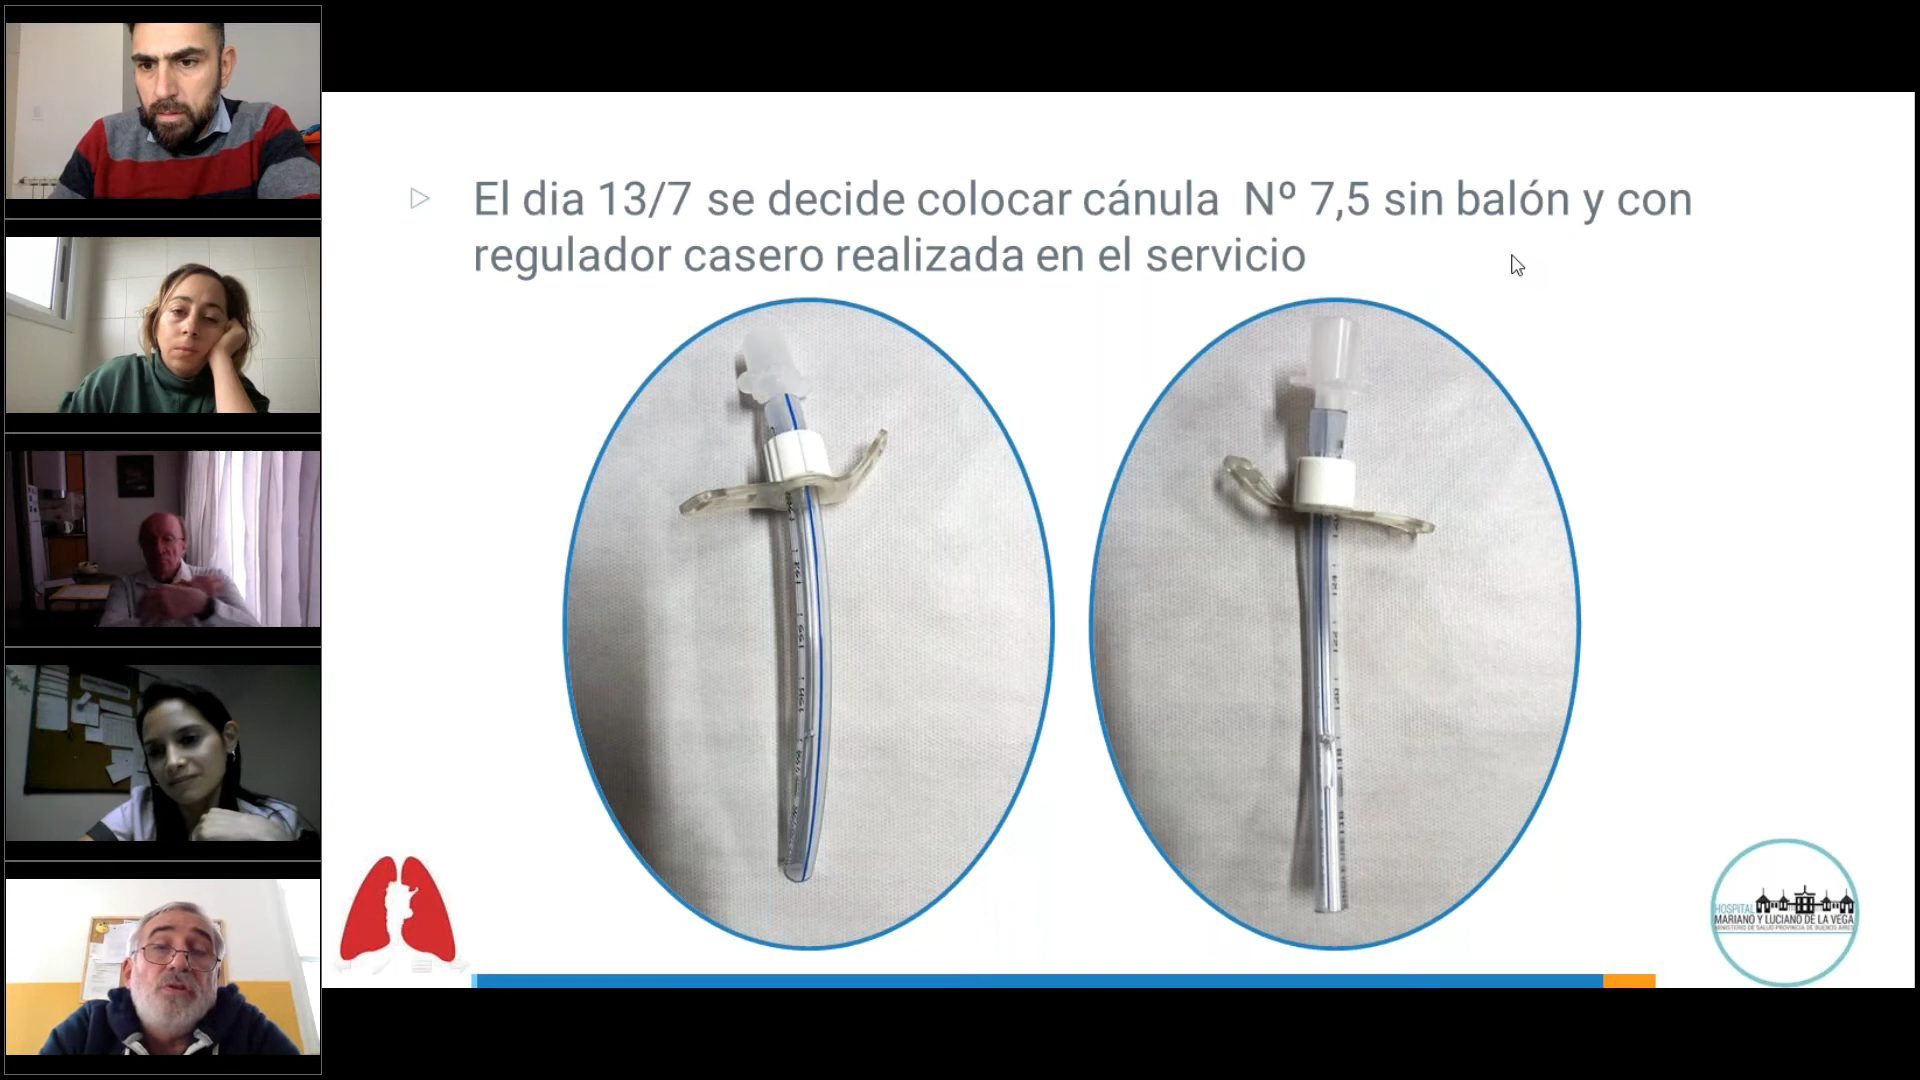 El dia 13/7 se decide colocar cánula Nº 7,5 sin balón y con
regulador casero realizada en el servicio
HOSPITAL
MARIANO Y LUCIANO DE LA VEGA
MINISTERIO DE SALUD PROVINCIA DE BUENOS AIRES